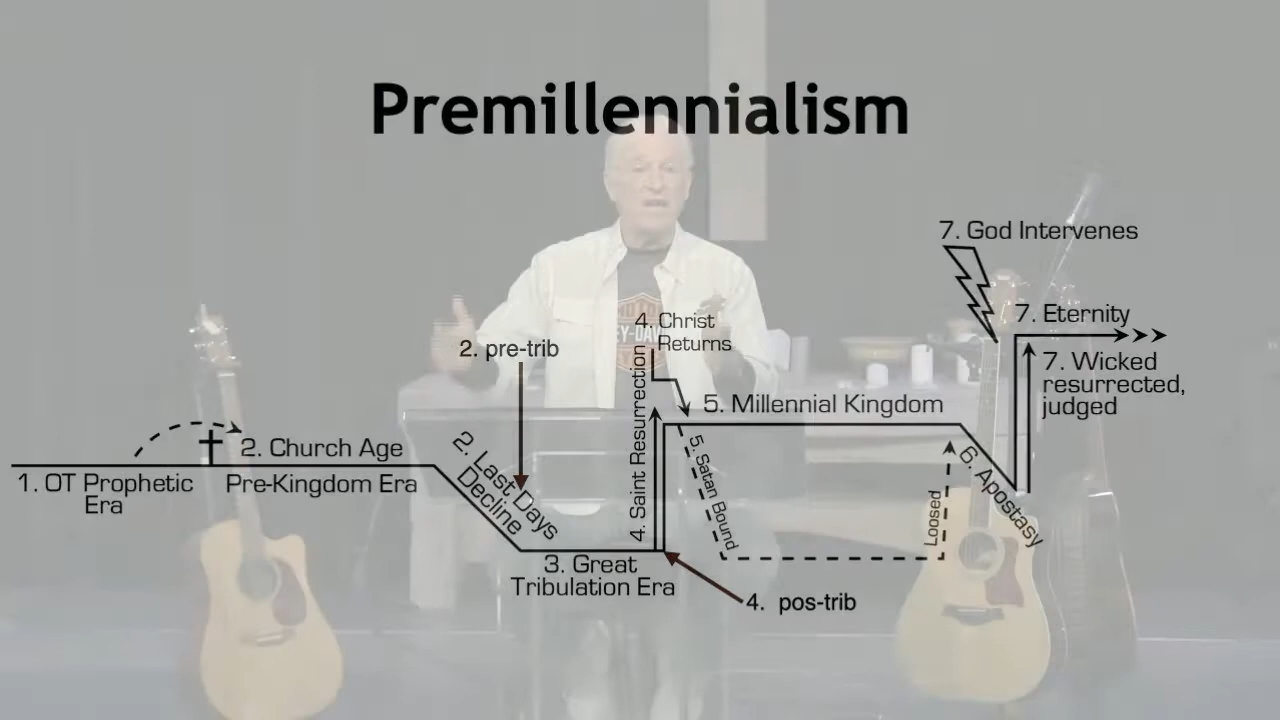 Premillennialism
7. God Intervenes
7. Eternity
7. Wicked
resurrected,
judged
4. Christ
Returns
2. pre-trib
5. Millennial Kingdom
4. Saint Resurrection
2. Church Age
1. OT Prophetic
Era
Pre-Kingdom Era
2. Last Days
Decline
5. Satan Bound
Loosed
6. Apostasy
3. Great
Tribulation Era
4. pos-trib